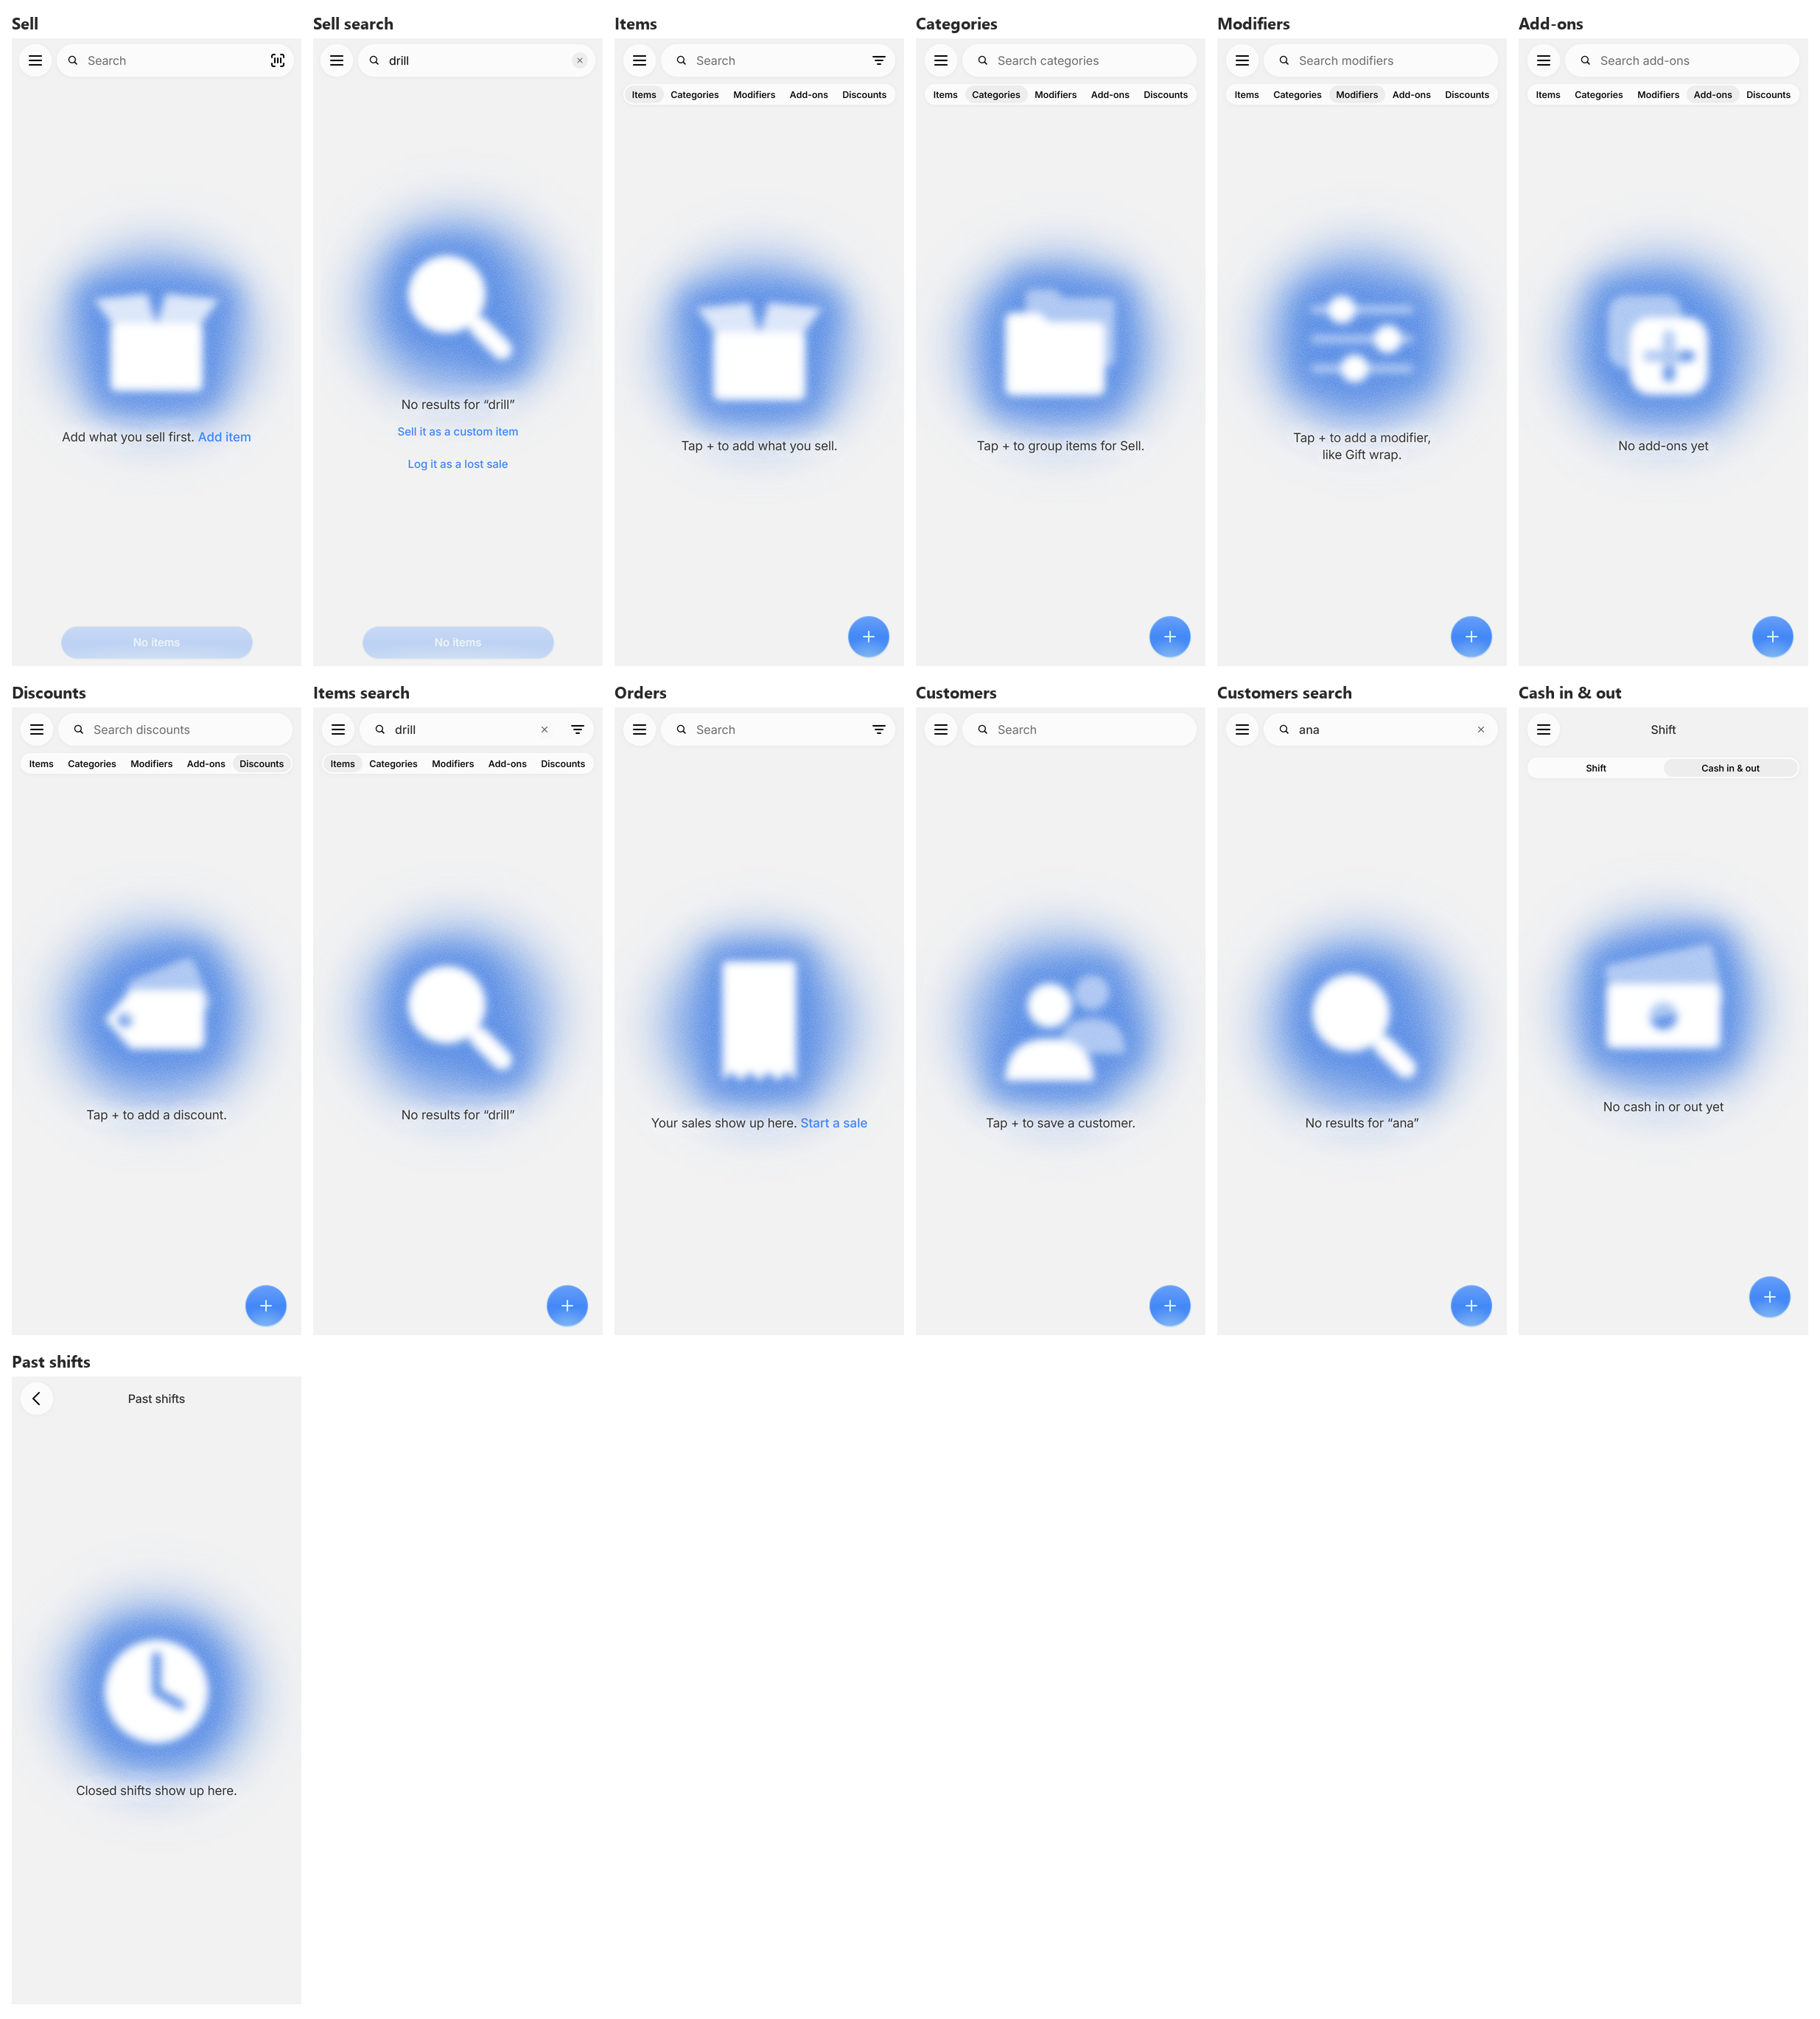 Sell
Search
Add what you sell first. Add item
No items
Sell search
drill
No results for “drill”
Sell it as a custom item
Log it as a lost sale
No items
Items
Search
Items Categories Modifiers Add-ons Discounts
Tap + to add what you sell.
Categories
Search categories
Items Categories Modifiers Add-ons Discounts
Tap + to group items for Sell.
Modifiers
Search modifiers
Items Categories Modifiers Add-ons Discounts
Tap + to add a modifier,
like Gift wrap.
Add-ons
Search add-ons
Items Categories Modifiers Add-ons Discounts
No add-ons yet
Discounts
Search discounts
Items Categories Modifiers Add-ons Discounts
Tap + to add a discount.
Items search
drill
Items Categories Modifiers Add-ons Discounts
No results for “drill”
Orders
Search
Your sales show up here. Start a sale
Customers
Search
Tap + to save a customer.
Customers search
ana
No results for “ana”
Cash in & out
Shift
Shift Cash in & out
No cash in or out yet
Past shifts
Past shifts
Closed shifts show up here.